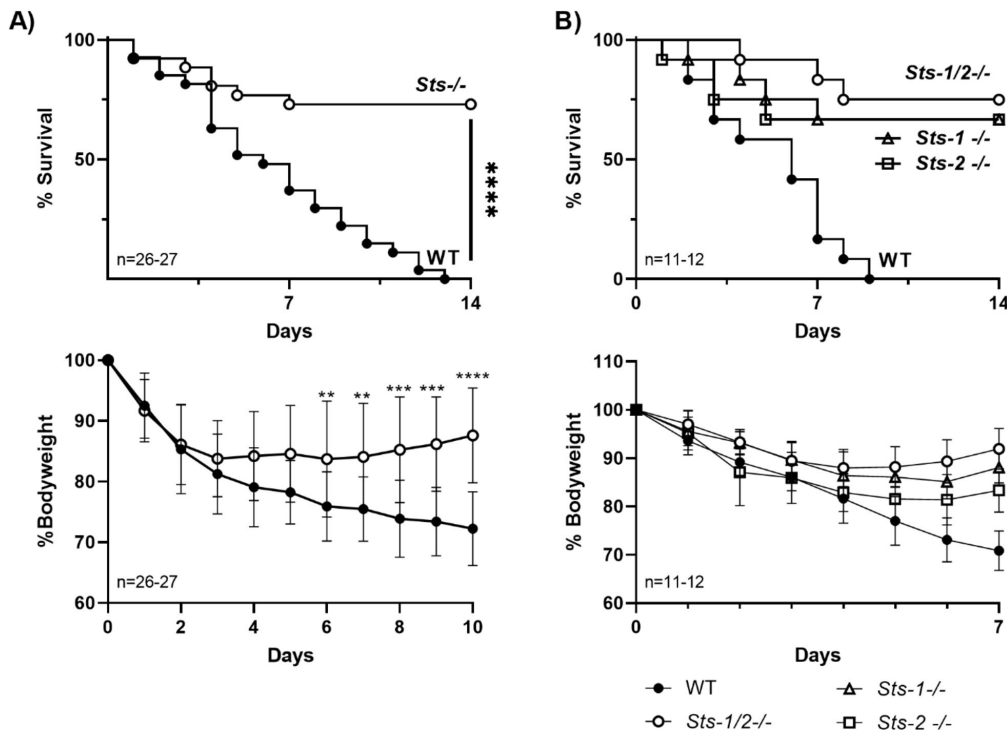 A)
B)
100
50
% Survival
Sts-/-
****
WT
n=26-27
7
14
Days
100
50
0
% Survival
Sts-1/2-/-
Sts-1 -/-
Sts-2 -/-
WT
n=11-12
0
7
14
Days
100
90
80
70
60
%Bodyweight
** ** *** *** ****
n=26-27
0 2 4 6 8 10
Days
110
100
90
80
70
60
% Bodyweight
n=11-12
0
7
Days
WT
Sts-1/2-/-
Sts-1-/-
Sts-2 -/-